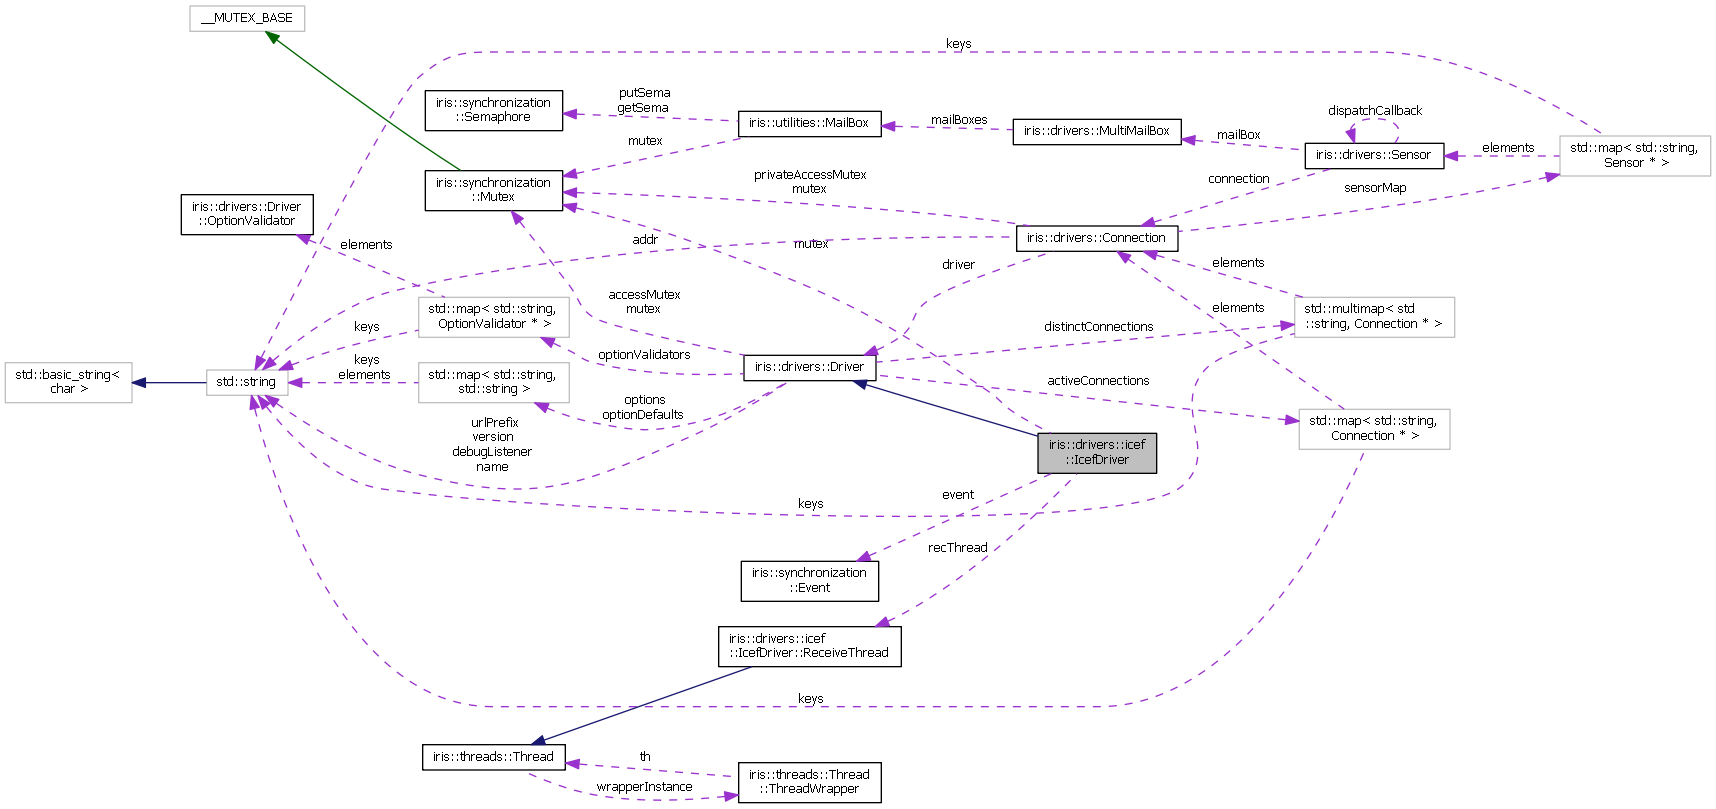 __MUTEX_BASE
keys
putSema
getSema
iris::synchronization
::Semaphore
iris::utilities::MailBox
mailBoxes
iris::drivers::MultiMailBox
mailBox
dispatchCallback
iris::drivers::Sensor
elements
std::map< std::string,
Sensor * >
mutex
iris::synchronization
::Mutex
privateAccessMutex
mutex
connection
sensorMap
iris::drivers::Driver
::OptionValidator
elements
addr
mutex
iris::drivers::Connection
driver
elements
std::map< std::string,
OptionValidator * >
accessMutex
mutex
keys
optionValidators
distinctConnections
elements
std::multimap< std
::string, Connection * >
std::basic_string<
char >
std::string
keys
elements
std::map< std::string,
std::string >
iris::drivers::Driver
activeConnections
options
optionDefaults
std::map< std::string,
Connection * >
urlPrefix
version
debugListener
name
iris::drivers::icef
::IcefDriver
keys
event
recThread
iris::synchronization
::Event
iris::drivers::icef
::IcefDriver::ReceiveThread
keys
iris::threads::Thread
th
wrapperInstance
iris::threads::Thread
::ThreadWrapper